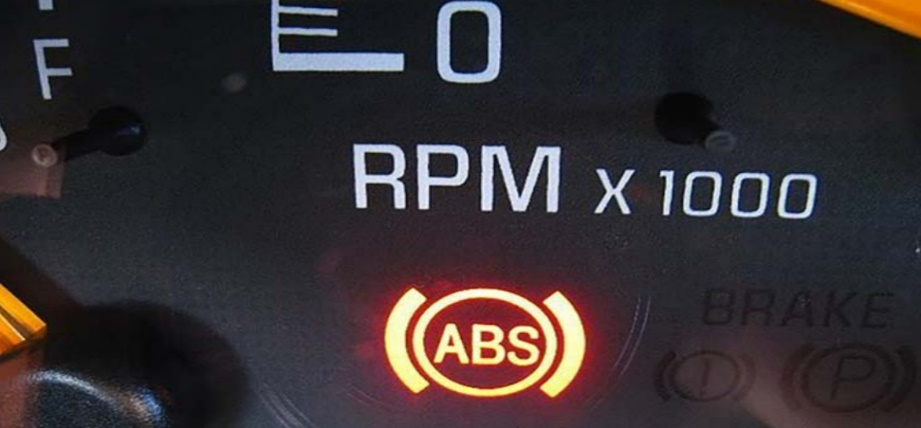 F
0
RPM x 1000
ABS
BRAKE
(!) (P)